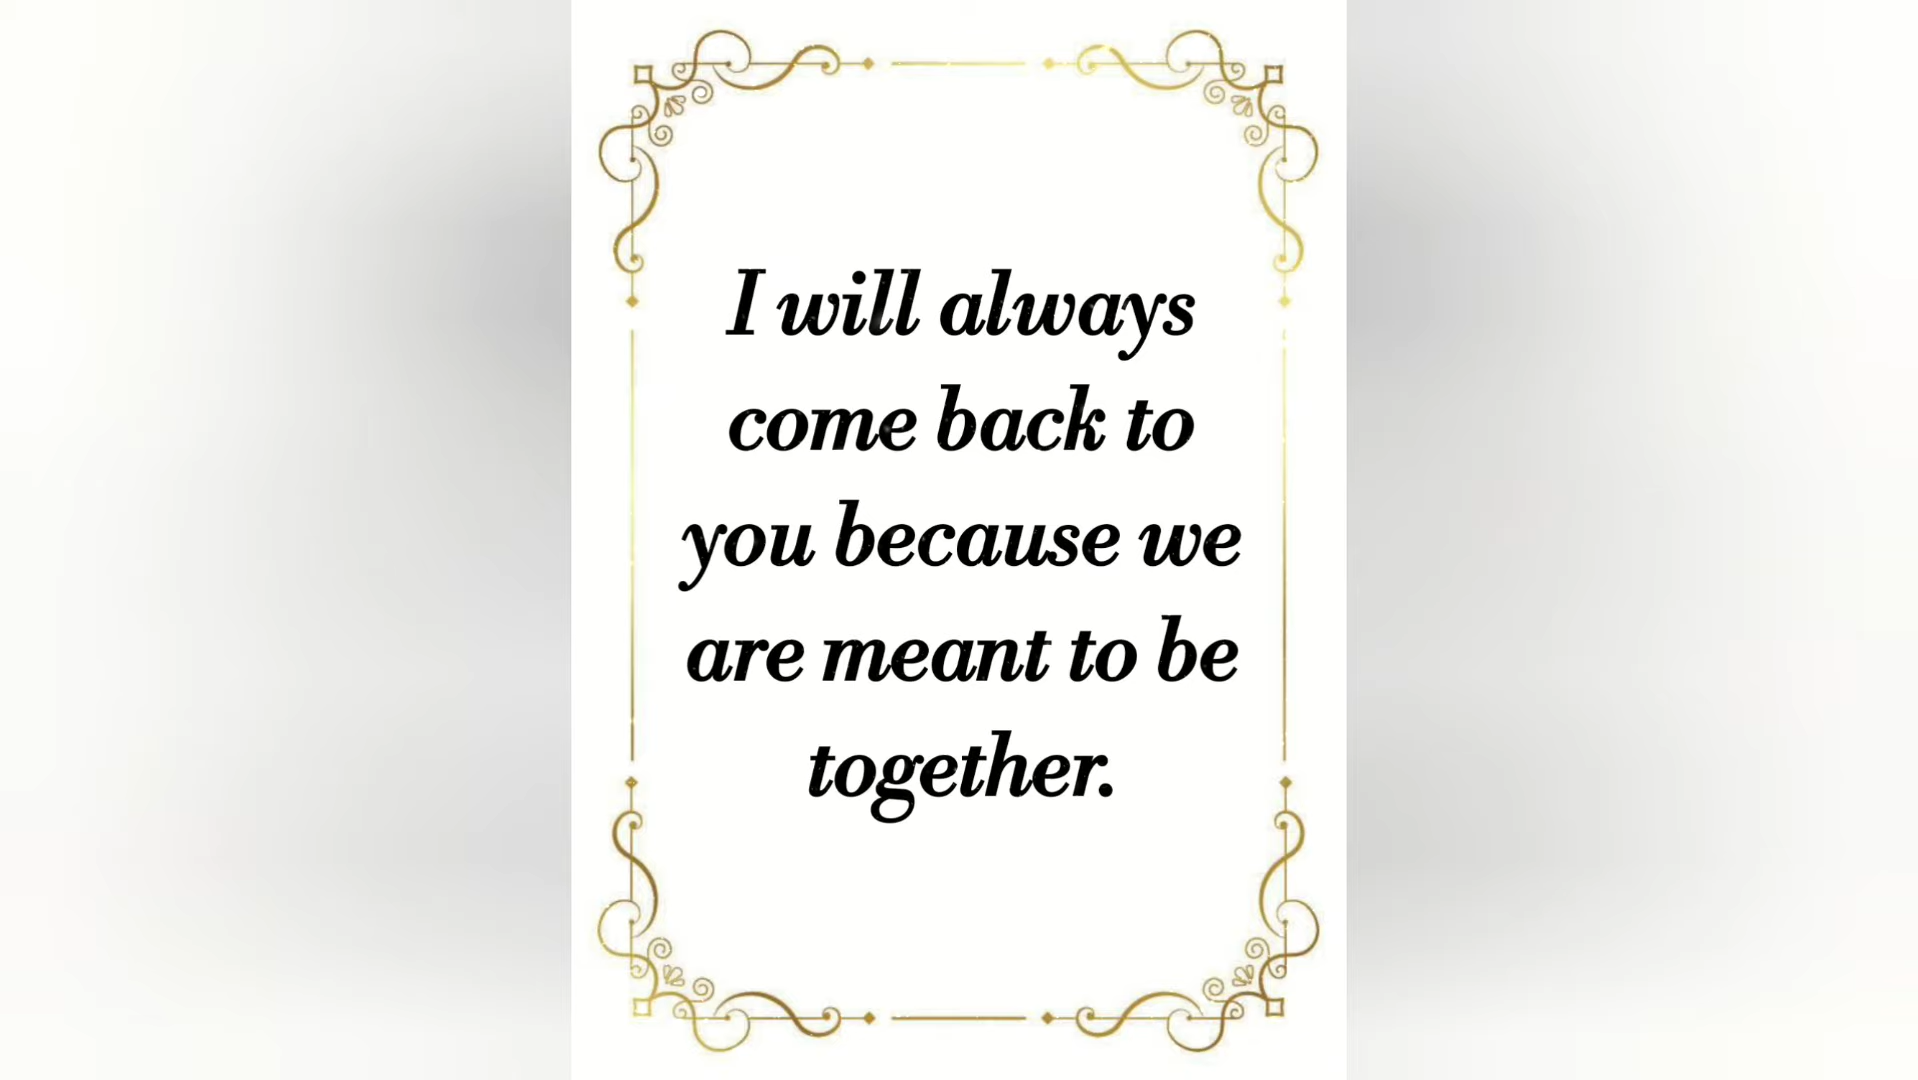 I will always
come back to
you because we
are meant to be
together.